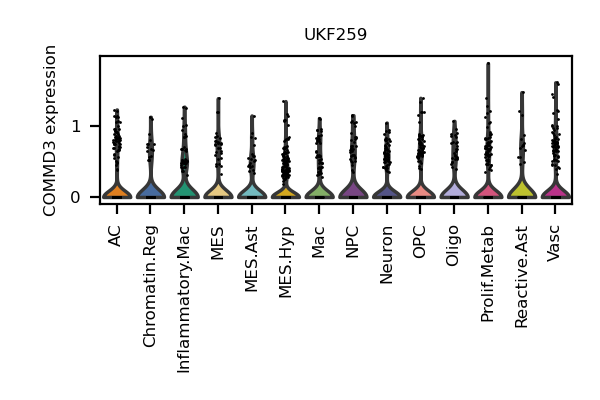 UKF259
COMMD3 expression
1
0
AC
Chromatin.Reg
Inflammatory.Mac
MES
MES.Ast
MES.Hyp
Mac
NPC
Neuron
OPC
Oligo
Prolif.Metab
Reactive.Ast
Vasc